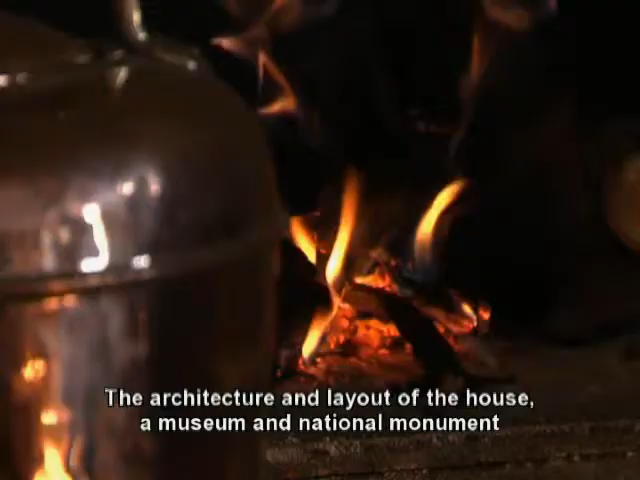 The architecture and layout of the house,
a museum and national monument